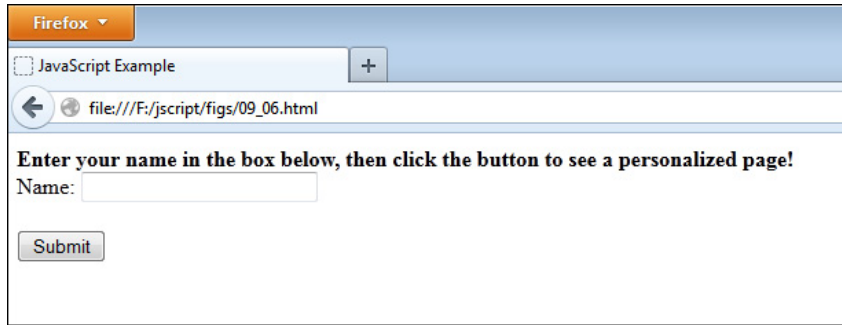 Firefox
JavaScript Example
file:///F:/jscript/figs/09_06.html
Enter your name in the box below, then click the button to see a personalized page!
Name:
Submit